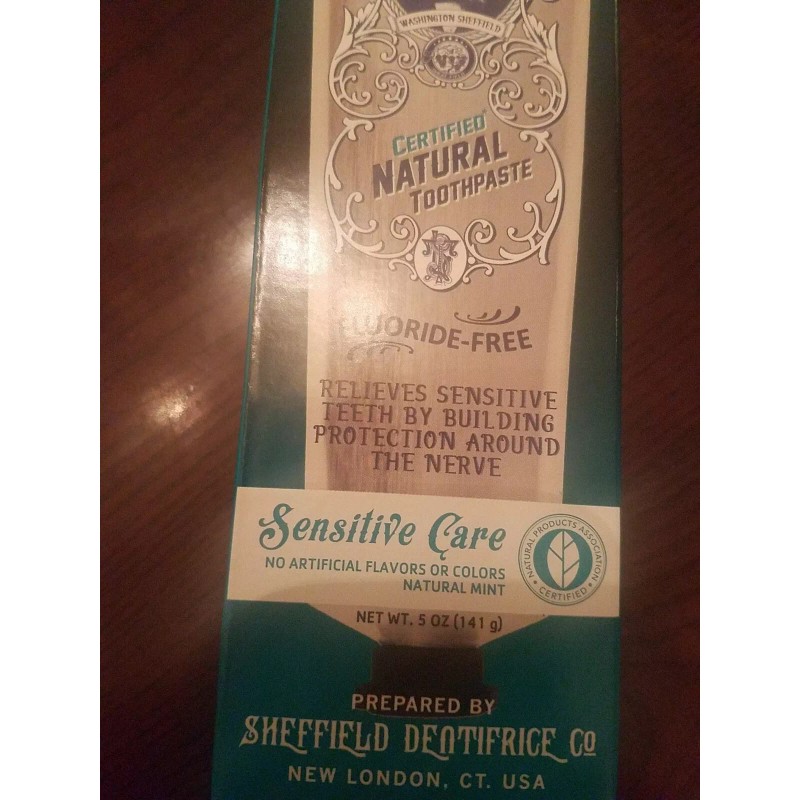 WASHINGTON SHEFFIELD
CERTIFIED
NATURAL
TOOTHPASTE
FLUORIDE-FREE
RELIEVES SENSITIVE
TEETH BY BUILDING
PROTECTION AROUND
THE NERVE
Sensitive Care
NO ARTIFICIAL FLAVORS OR COLORS
NATURAL MINT
NATURAL PRODUCTS ASSOCIATION
• CERTIFIED •
NET WT. 5 OZ (141 g)
PREPARED BY
SHEFFIELD DENTIFRICE CO
NEW LONDON, CT. USA